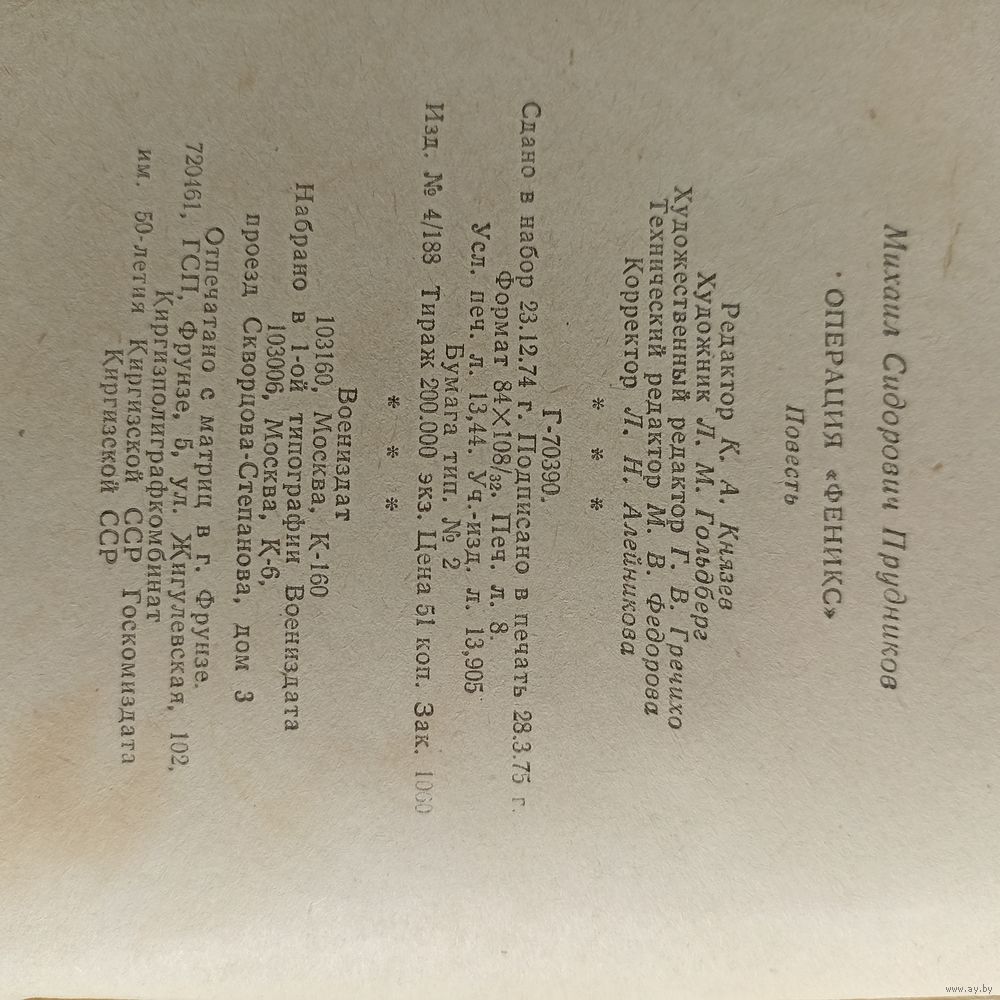 Михаил Сидорович Прудников
ОПЕРАЦИЯ «ФЕНИКС»
Повесть
Редактор К. А. Князев
Художник Л. М. Гольдберг
Художественный редактор Г. В. Гречихо
Технический редактор М. В. Федорова
Корректор Л. Н. Алейникова
* * *
Г-70390.
Сдано в набор 23.12.74 г. Подписано в печать 28.3.75 г.
Формат 84×108/32. Печ. л. 8.
Усл. печ. л. 13,44. Уч.-изд. л. 13,905
Бумага тип. № 2
Изд. № 4/188 Тираж 200.000 экз. Цена 51 коп. Зак. 1060
* * *
Воениздат
103160, Москва, К-160
Набрано в 1-ой типографии Воениздата
103006, Москва, К-6,
проезд Скворцова-Степанова, дом 3
Отпечатано с матриц в г. Фрунзе.
720461, ГСП, Фрунзе, 5, ул. Жигулевская, 102,
Киргизполиграфкомбинат
им. 50-летия Киргизской ССР Госкомиздата
Киргизской ССР
www.ay.by